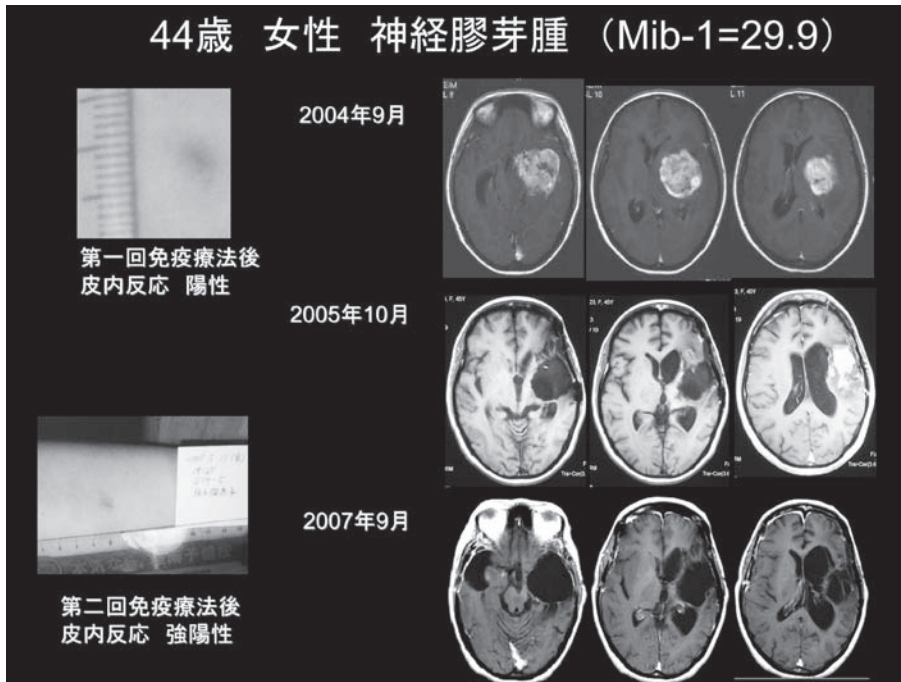 44歳 女性 神経膠芽腫 (Mib-1=29.9)
2004年9月
第一回免疫療法後
皮内反応 陽性
2005年10月
2007年9月
第二回免疫療法後
皮内反応 強陽性
L 10
L 11